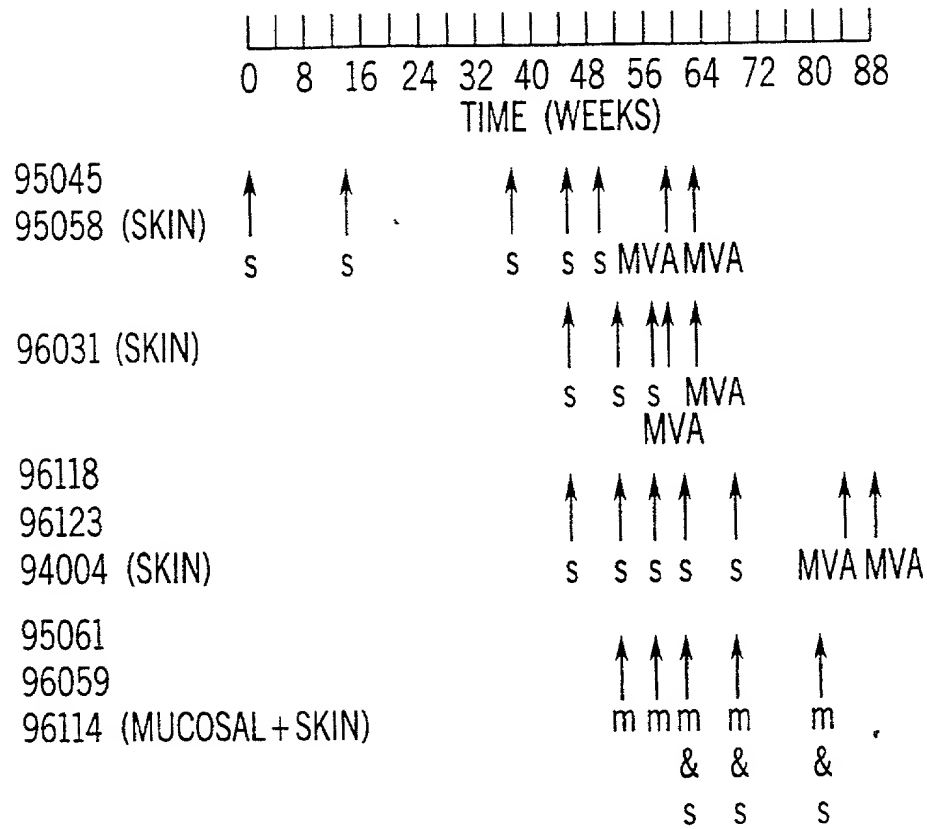 0 8 16 24 32 40 48 56 64 72 80 88
TIME (WEEKS)
95045
95058 (SKIN)
s s s s s MVA MVA
96031 (SKIN)
s s s MVA
MVA
96118
96123
94004 (SKIN)
s s s s s MVA MVA
95061
96059
96114 (MUCOSAL+SKIN)
m m m m m
& & &
s s s